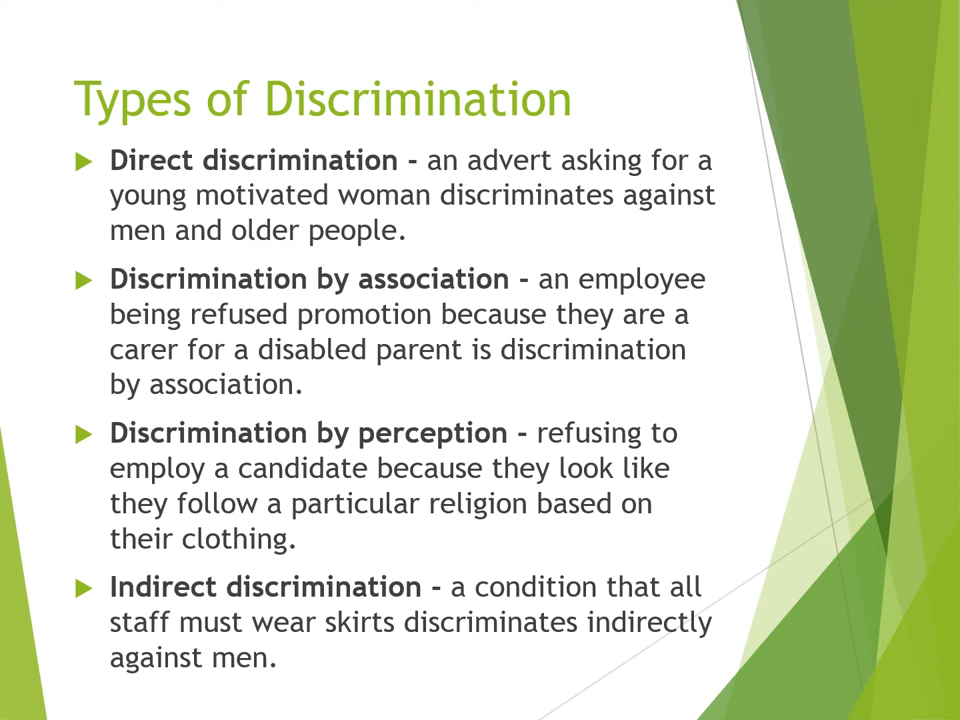 Types of Discrimination
Direct discrimination - an advert asking for a
young motivated woman discriminates against
men and older people.
Discrimination by association - an employee
being refused promotion because they are a
carer for a disabled parent is discrimination
by association.
Discrimination by perception - refusing to
employ a candidate because they look like
they follow a particular religion based on
their clothing.
Indirect discrimination - a condition that all
staff must wear skirts discriminates indirectly
against men.